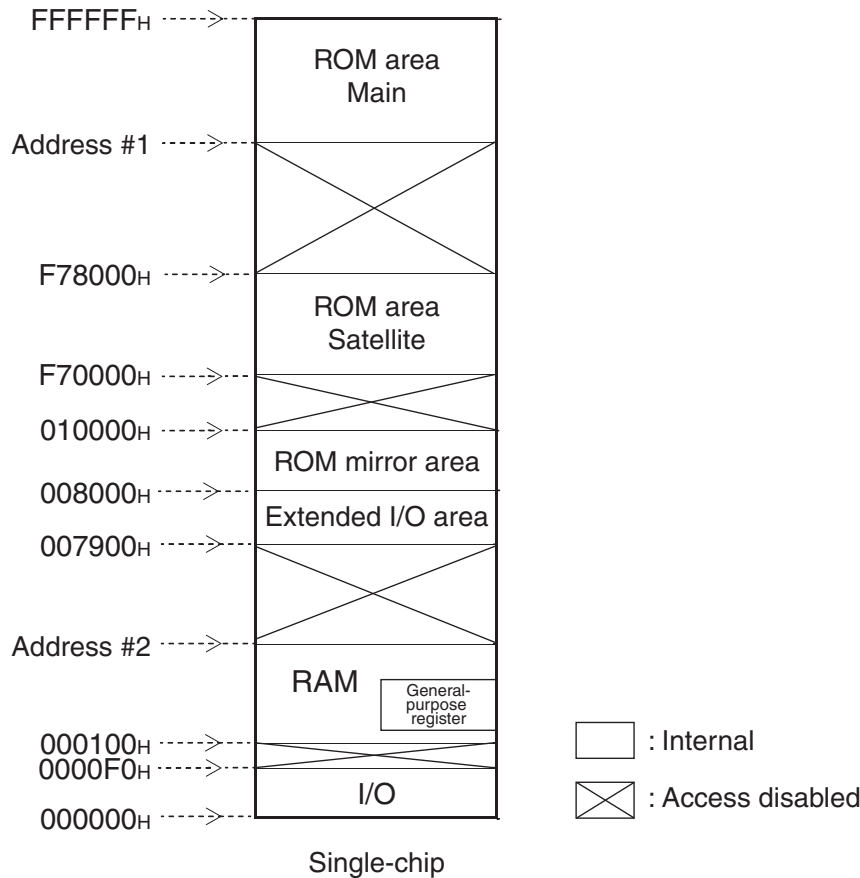 FFFFFFH
ROM area
Main
Address #1
F78000H
ROM area
Satellite
F70000H
010000H
ROM mirror area
008000H
Extended I/O area
007900H
Address #2
RAM
General-
purpose
register
000100H
0000F0H
I/O
000000H
: Internal
: Access disabled
Single-chip